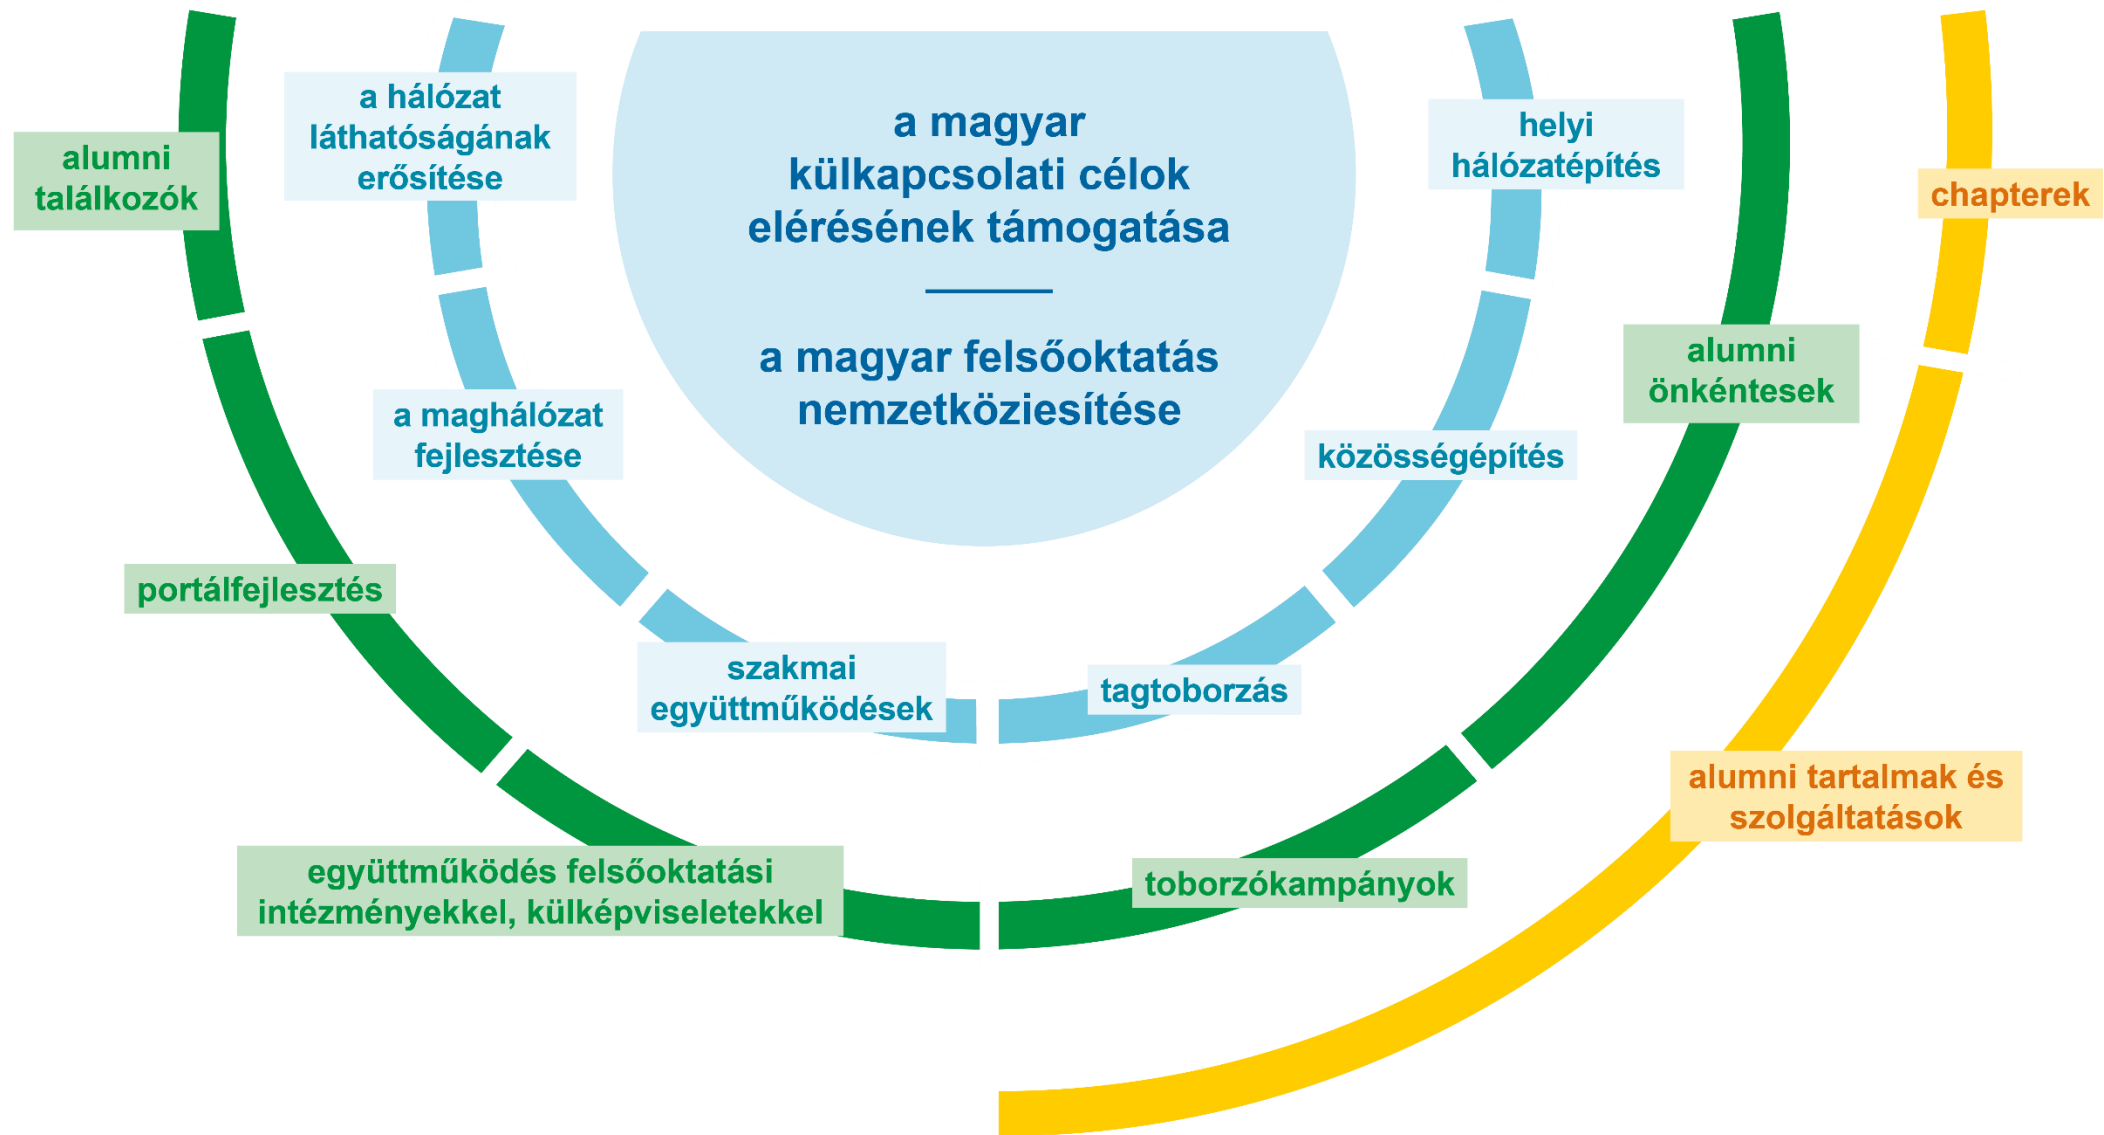 a magyar
külkapcsolati célok
elérésének támogatása
a magyar felsőoktatás
nemzetköziesítése
a hálózat
láthatóságának
erősítése
a maghálózat
fejlesztése
szakmai
együttműködések
tagtoborzás
közösségépítés
helyi
hálózatépítés
alumni
találkozók
portálfejlesztés
együttműködés felsőoktatási
intézményekkel, külképviseletekkel
toborzókampányok
alumni
önkéntesek
chapterek
alumni tartalmak és
szolgáltatások